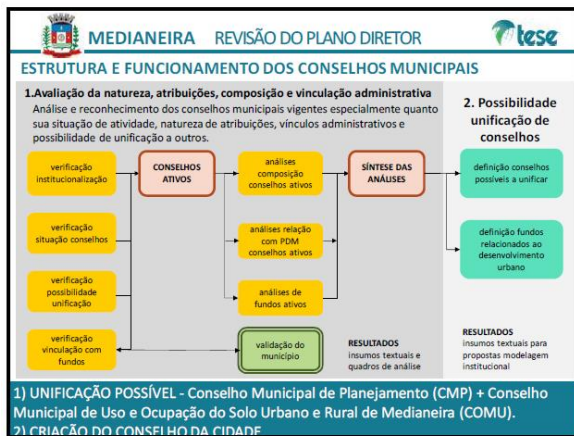 MEDIANEIRA REVISÃO DO PLANO DIRETOR
tese
ESTRUTURA E FUNCIONAMENTO DOS CONSELHOS MUNICIPAIS
1.Avaliação da natureza, atribuições, composição e vinculação administrativa
Análise e reconhecimento dos conselhos municipais vigentes especialmente quanto
sua situação de atividade, natureza de atribuições, vínculos administrativos e
possibilidade de unificação a outros.
2. Possibilidade
unificação de
conselhos
verificação
institucionalização
CONSELHOS
ATIVOS
análises
composição
conselhos ativos
SÍNTESE DAS
ANÁLISES
definição conselhos
possíveis a unificar
verificação
situação conselhos
análises relação
com PDM
conselhos ativos
definição fundos
relacionados ao
desenvolvimento
urbano
verificação
possibilidade
unificação
análises de
fundos ativos
verificação
vinculação com
fundos
validação do
município
RESULTADOS
insumos textuais e
quadros de análise
RESULTADOS
insumos textuais para
propostas modelagem
institucional
1) UNIFICAÇÃO POSSÍVEL - Conselho Municipal de Planejamento (CMP) + Conselho
Municipal de Uso e Ocupação do Solo Urbano e Rural de Medianeira (COMU).
2) CRIAÇÃO DO CONSELHO DA CIDADE